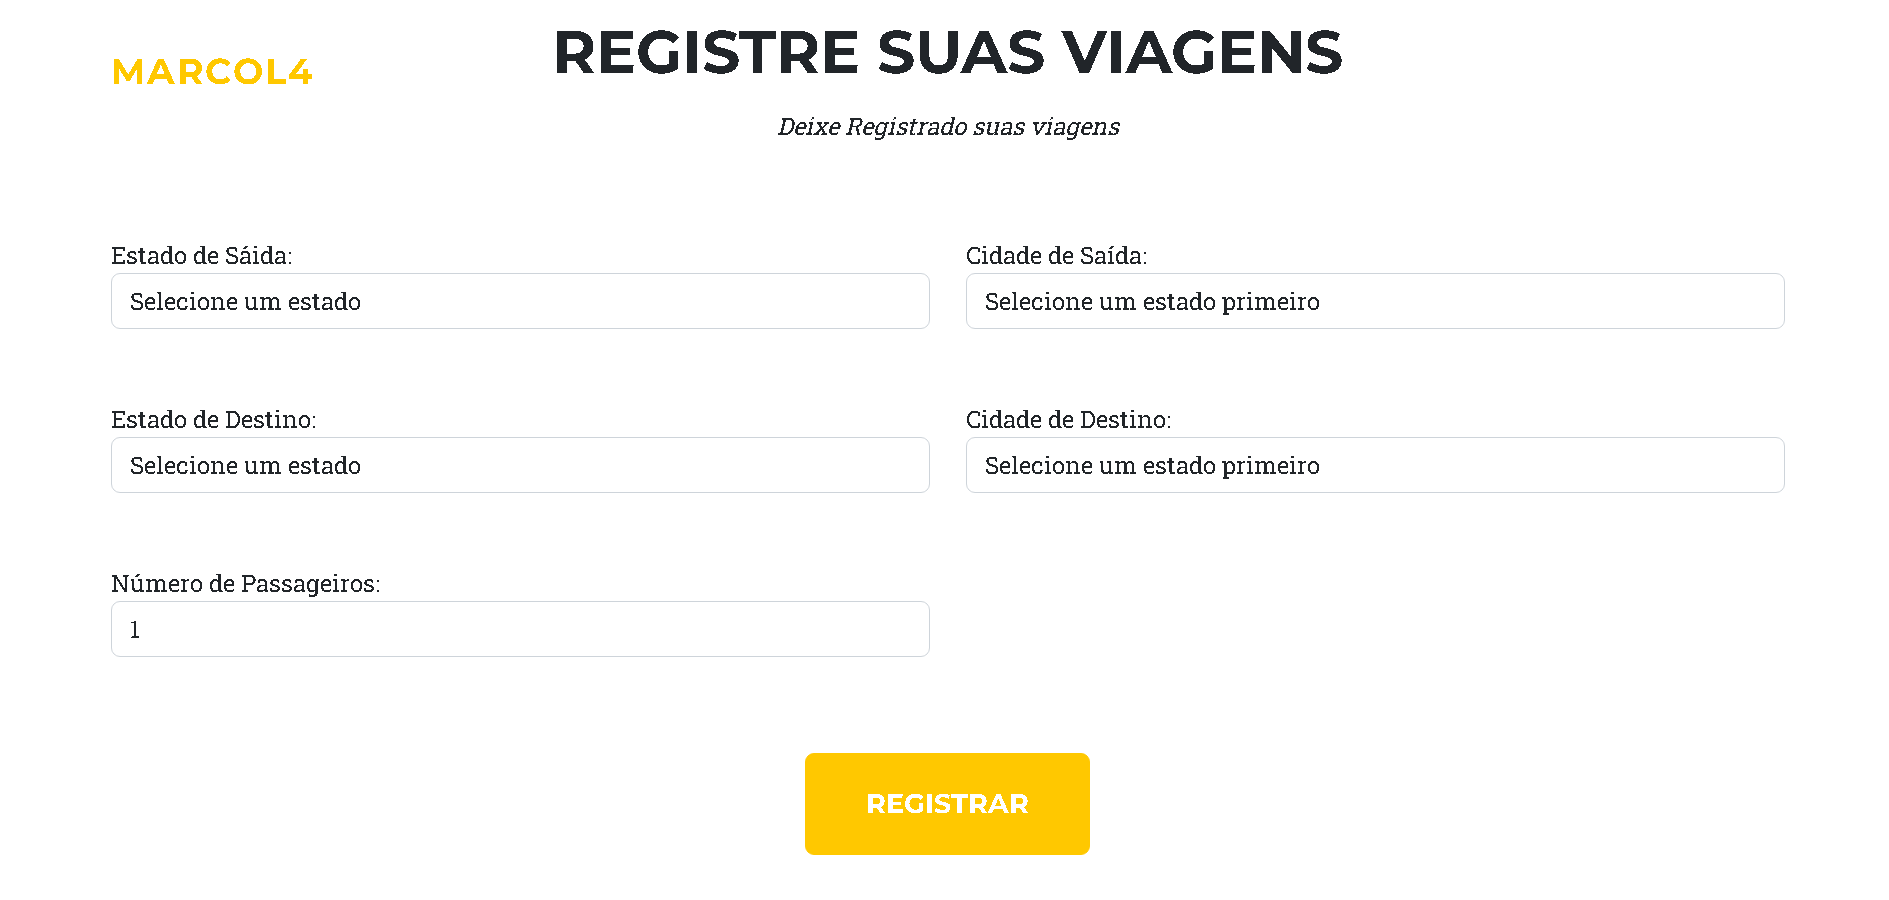 REGISTRE SUAS VIAGENS
MARCOL4
Deixe Registrado suas viagens
Estado de Sáida:
Cidade de Saída:
Selecione um estado
Selecione um estado primeiro
Estado de Destino:
Cidade de Destino:
Selecione um estado
Selecione um estado primeiro
Número de Passageiros:
1
REGISTRAR